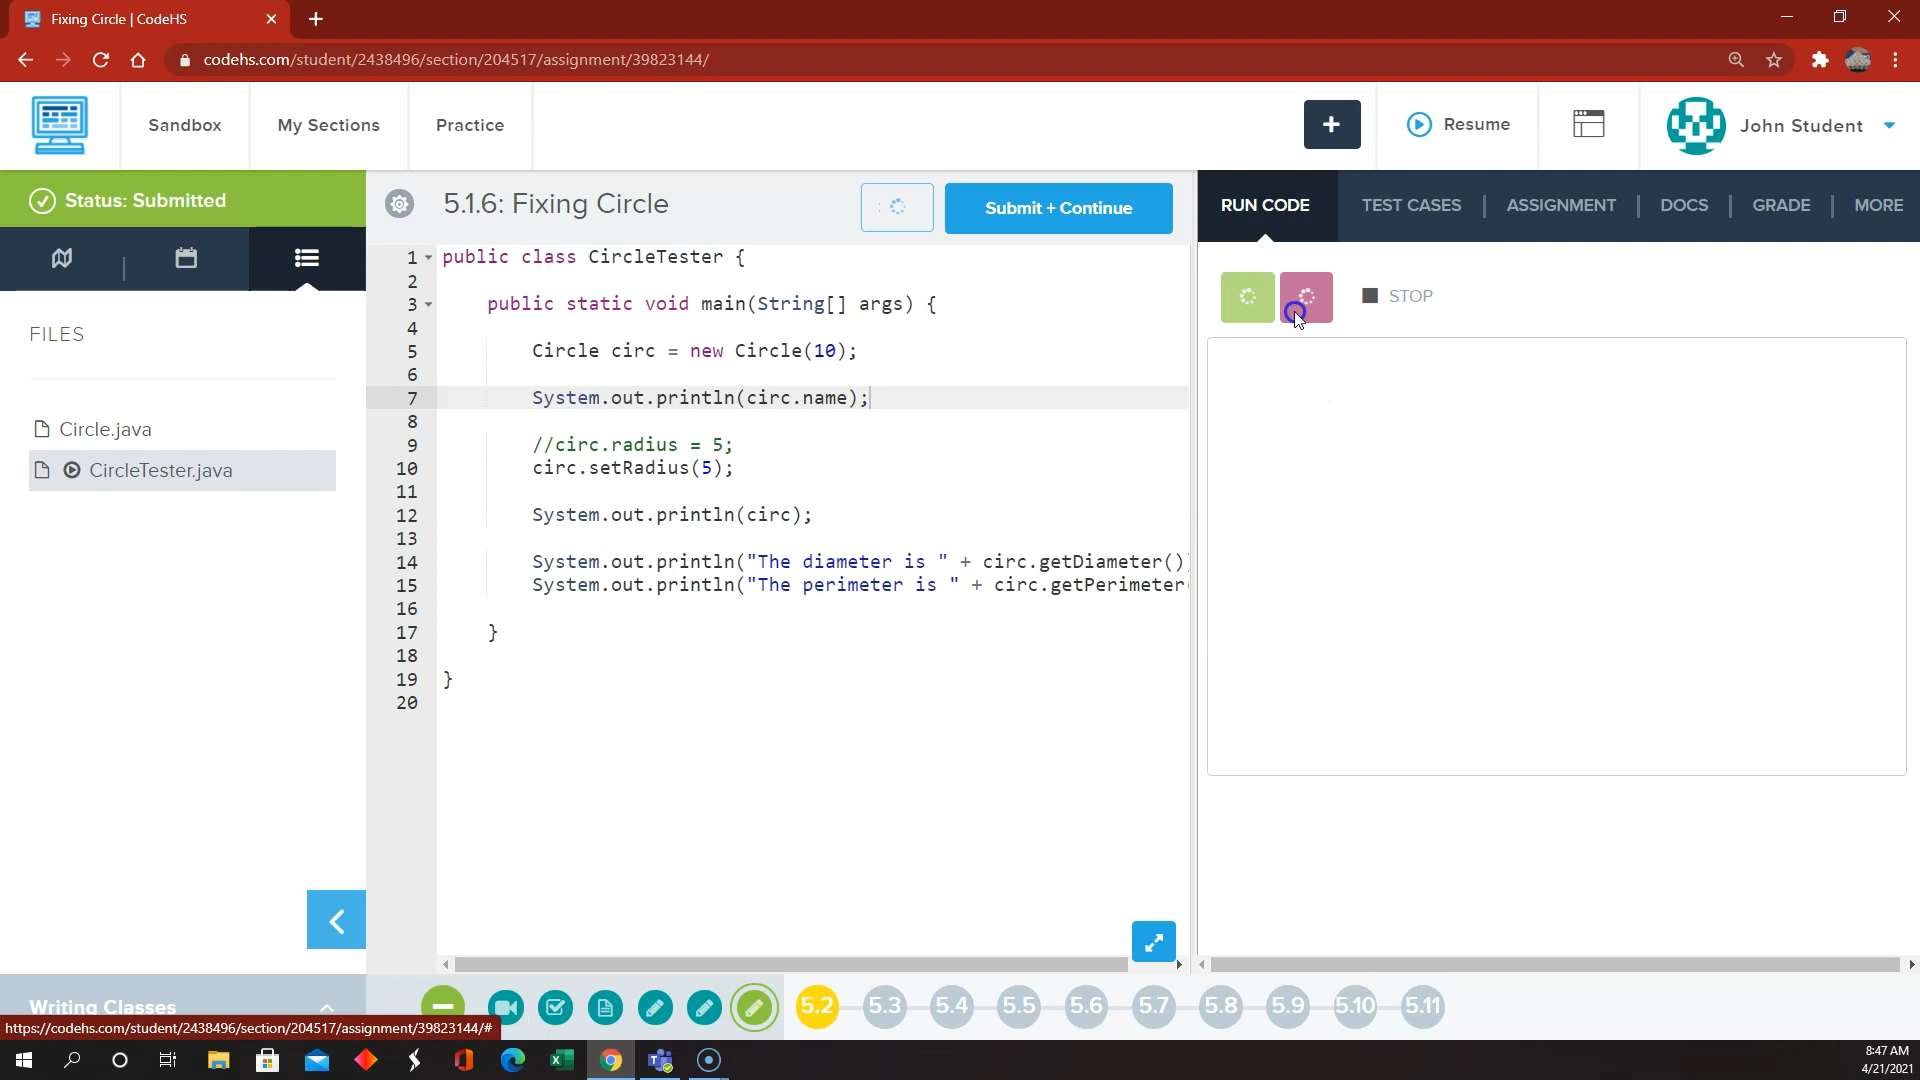 Fixing Circle | CodeHS
codehs.com/student/2438496/section/204517/assignment/39823144/
Sandbox
My Sections
Practice
+
Resume
John Student
Status: Submitted
5.1.6: Fixing Circle
Submit + Continue
RUN CODE
TEST CASES
ASSIGNMENT
DOCS
GRADE
MORE
STOP
FILES
Circle.java
CircleTester.java
1 public class CircleTester {
2
3 public static void main(String[] args) {
4
5 Circle circ = new Circle(10);
6
7 System.out.println(circ.name);
8
9 //circ.radius = 5;
10 circ.setRadius(5);
11
12 System.out.println(circ);
13
14 System.out.println("The diameter is " + circ.getDiameter()
15 System.out.println("The perimeter is " + circ.getPerimeter
16
17 }
18
19 }
20
Writing Classes
5.2 5.3 5.4 5.5 5.6 5.7 5.8 5.9 5.10 5.11
https://codehs.com/student/2438496/section/204517/assignment/39823144/#
8:47 AM
4/21/2021